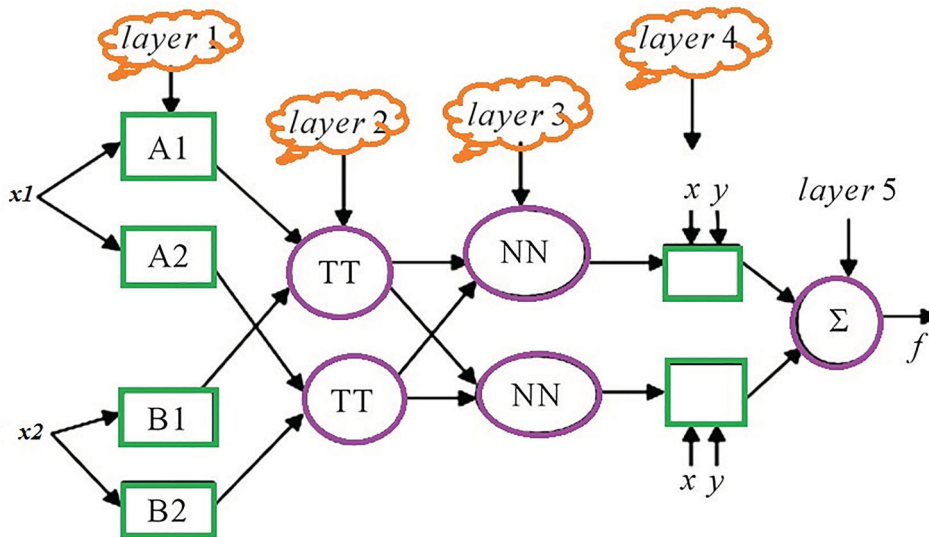 layer 1
layer 2
layer 3
layer 4
layer 5
x1
A1
A2
x2
B1
B2
TT
TT
NN
NN
x y
x y
Σ
f